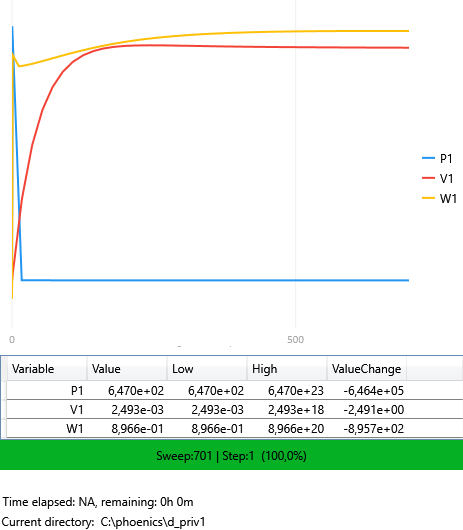 P1
V1
W1
0 500
Variable Value Low High ValueChange
P1 6,470e+02 6,470e+02 6,470e+23 -6,464e+05
V1 2,493e-03 2,493e-03 2,493e+18 -2,491e+00
W1 8,966e-01 8,966e-01 8,966e+20 -8,957e+02
Sweep:701 | Step:1 (100,0%)
Time elapsed: NA, remaining: 0h 0m
Current directory: C:\phoenics\d_priv1